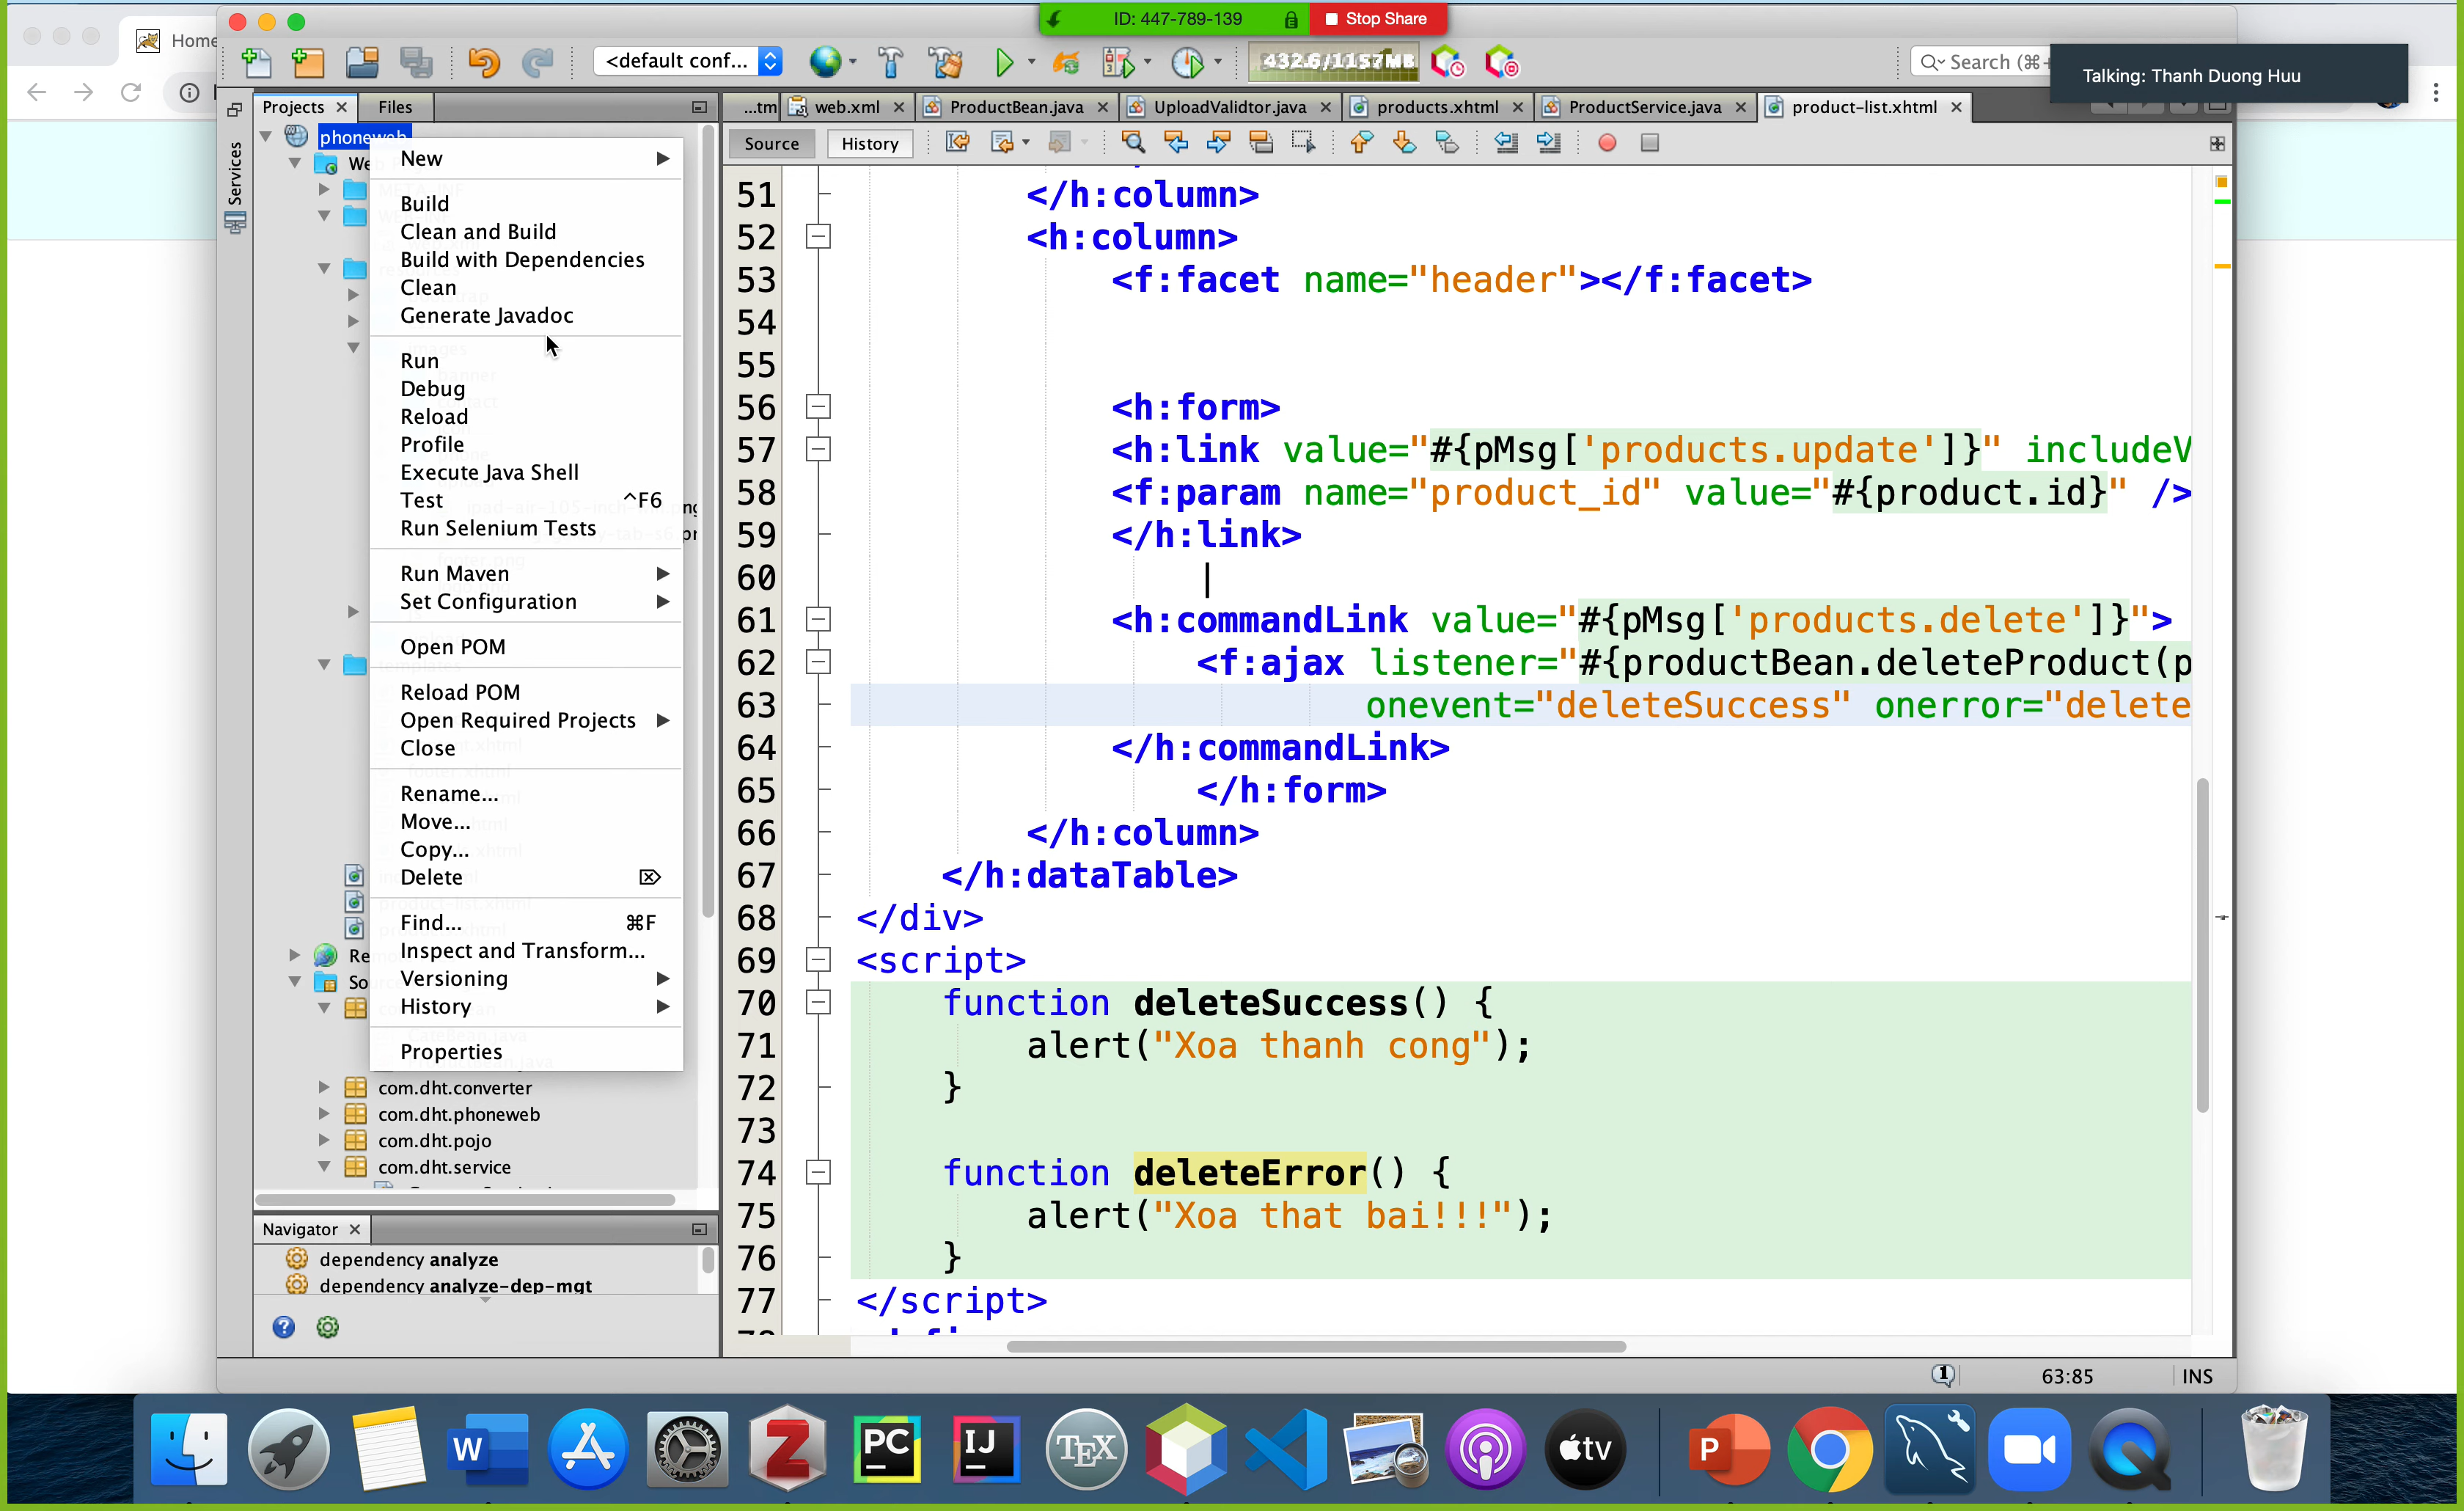 ID: 447-789-139
Stop Share
Home
<default conf...
432.6/1157MB
Search (⌘+
Talking: Thanh Duong Huu
Projects
Files
...tm
web.xml
ProductBean.java
UploadValidtor.java
products.xhtml
ProductService.java
product-list.xhtml
Source
History
Services
phoneweb
New
Build
Clean and Build
Build with Dependencies
Clean
Generate Javadoc
Run
Debug
Reload
Profile
Execute Java Shell
Test ^F6
Run Selenium Tests
Run Maven
Set Configuration
Open POM
Reload POM
Open Required Projects
Close
Rename...
Move...
Copy...
Delete
Find... ⌘F
Inspect and Transform...
Versioning
History
Properties
com.dht.converter
com.dht.phoneweb
com.dht.pojo
com.dht.service
Navigator
dependency analyze
dependency analyze-dep-mgt
51 </h:column>
52 <h:column>
53 <f:facet name="header"></f:facet>
54
55
56 <h:form>
57 <h:link value="#{pMsg['products.update']}" includeV
58 <f:param name="product_id" value="#{product.id}" />
59 </h:link>
60
61 <h:commandLink value="#{pMsg['products.delete']}">
62 <f:ajax listener="#{productBean.deleteProduct(p
63 onevent="deleteSuccess" onerror="delete
64 </h:commandLink>
65 </h:form>
66 </h:column>
67 </h:dataTable>
68 </div>
69 <script>
70 function deleteSuccess() {
71 alert("Xoa thanh cong");
72 }
73
74 function deleteError() {
75 alert("Xoa that bai!!!");
76 }
77 </script>
63:85
INS
W
Z
PC
IJ
TEX
tv
P